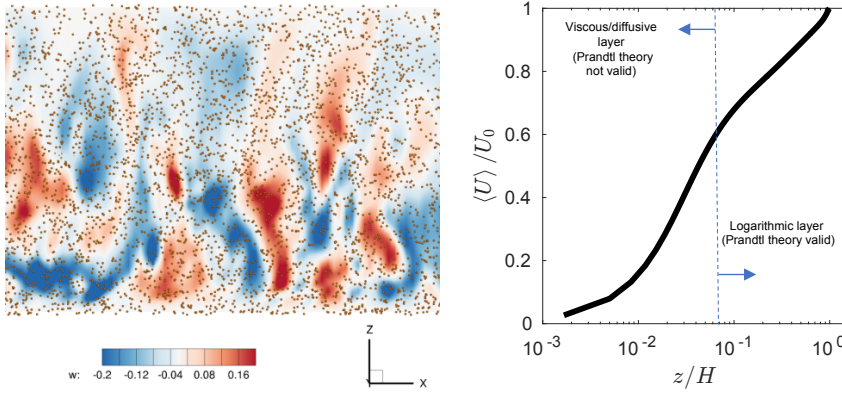 w:
-0.2 -0.12 -0.04 0.08 0.16
Z
X
Viscous/diffusive
layer
(Prandtl theory
not valid)
Logarithmic layer
(Prandtl theory valid)
1
0.8
0.6
0.4
0.2
0
⟨U⟩/U₀
10⁻³ 10⁻² 10⁻¹ 10⁰
z/H